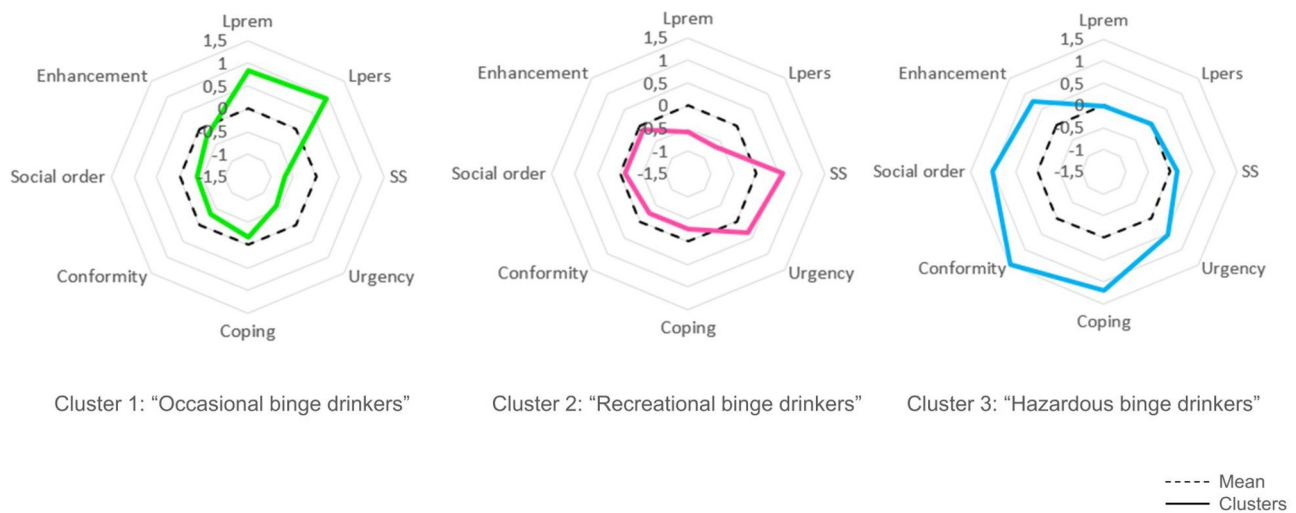 Lprem
1,5
1
0,5
0
-0,5
-1
-1,5
Lpers
SS
Urgency
Coping
Conformity
Social order
Enhancement
Cluster 1: “Occasional binge drinkers”
Lprem
1,5
1
0,5
0
-0,5
-1
-1,5
Lpers
SS
Urgency
Coping
Conformity
Social order
Enhancement
Cluster 2: “Recreational binge drinkers”
Lprem
1,5
1
0,5
0
-0,5
-1
-1,5
Lpers
SS
Urgency
Coping
Conformity
Social order
Enhancement
Cluster 3: “Hazardous binge drinkers”
Mean
Clusters